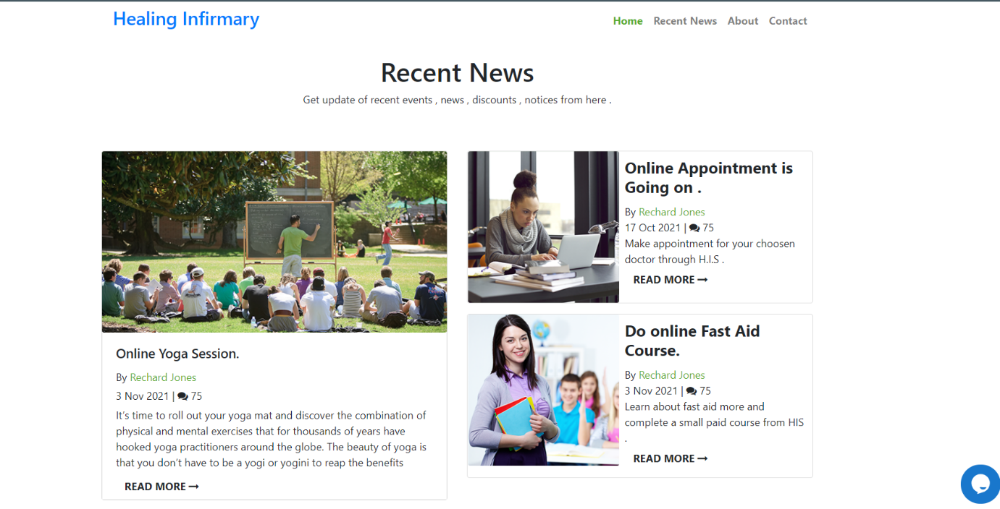 Healing Infirmary
Home Recent News About Contact
Recent News
Get update of recent events , news , discounts , notices from here .
Online Yoga Session.
By Rechard Jones
3 Nov 2021 | 75
It's time to roll out your yoga mat and discover the combination of
physical and mental exercises that for thousands of years have
hooked yoga practitioners around the globe. The beauty of yoga is
that you don't have to be a yogi or yogini to reap the benefits
READ MORE
Online Appointment is
Going on .
By Rechard Jones
17 Oct 2021 | 75
Make appointment for your choosen
doctor through H.I.S .
READ MORE
Do online Fast Aid
Course.
By Rechard Jones
3 Nov 2021 | 75
Learn about fast aid more and
complete a small paid course from HIS
.
READ MORE